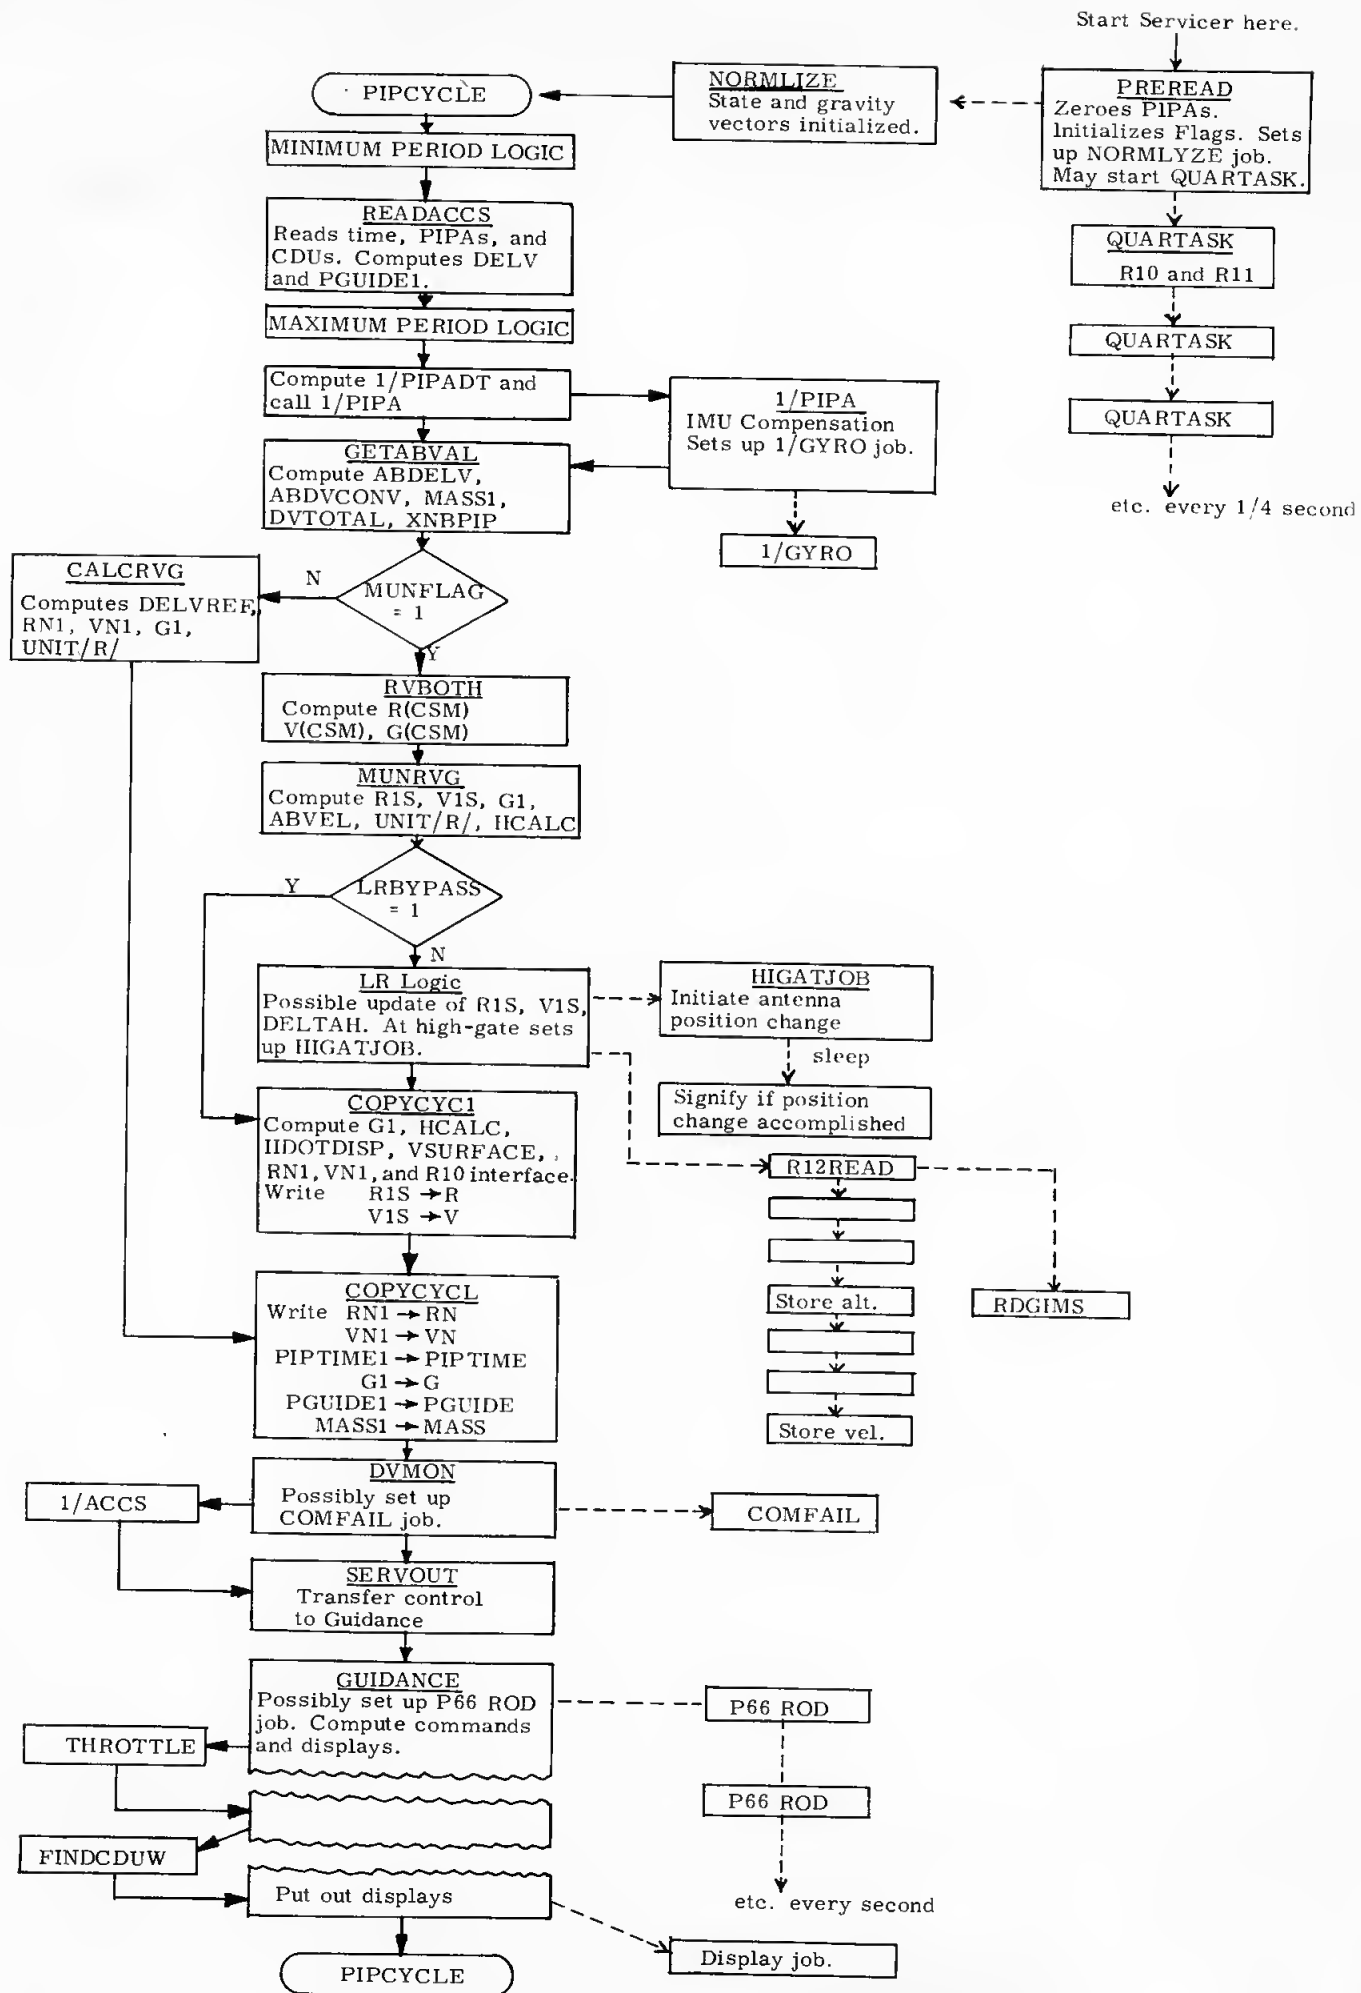 Start Servicer here.
PIPCYCLE
NORMLIZE
State and gravity
vectors initialized.
PREREAD
Zeroes PIPAs.
Initializes Flags. Sets
up NORMLYZE job.
May start QUARTASK.
MINIMUM PERIOD LOGIC
READACCS
Reads time, PIPAs, and
CDUs. Computes DELV
and PGUIDE1.
QUARTASK
R10 and R11
MAXIMUM PERIOD LOGIC
QUARTASK
Compute 1/PIPADT and
call 1/PIPA
1/PIPA
IMU Compensation
Sets up 1/GYRO job.
QUARTASK
etc. every 1/4 second
GETABVAL
Compute ABDELV,
ABDVCONV, MASS1,
DVTOTAL, XNBPIP
1/GYRO
CALCRVG
Computes DELVREF,
RN1, VN1, G1,
UNIT/R/
N
MUNFLAG
= 1
Y
RVBOTH
Compute R(CSM)
V(CSM), G(CSM)
MUNRVG
Compute R1S, V1S, G1,
ABVEL, UNIT/R/, HCALC
Y
LRBYPASS
= 1
N
LR Logic
Possible update of R1S, V1S,
DELTAH. At high-gate sets
up HIGATJOB.
HIGATJOB
Initiate antenna
position change
sleep
Signify if position
change accomplished
COPYCYC1
Compute G1, HCALC,
HDOTDISP, VSURFACE,
RN1, VN1, and R10 interface.
Write R1S → R
V1S → V
R12READ
Store alt.
RDGIMS
Store vel.
COPYCYCL
Write RN1 → RN
VN1 → VN
PIPTIME1 → PIPTIME
G1 → G
PGUIDE1 → PGUIDE
MASS1 → MASS
1/ACCS
DVMON
Possibly set up
COMFAIL job.
COMFAIL
SERVOUT
Transfer control
to Guidance
GUIDANCE
Possibly set up P66 ROD
job. Compute commands
and displays.
P66 ROD
THROTTLE
P66 ROD
FINDCDUW
Put out displays
etc. every second
Display job.
PIPCYCLE